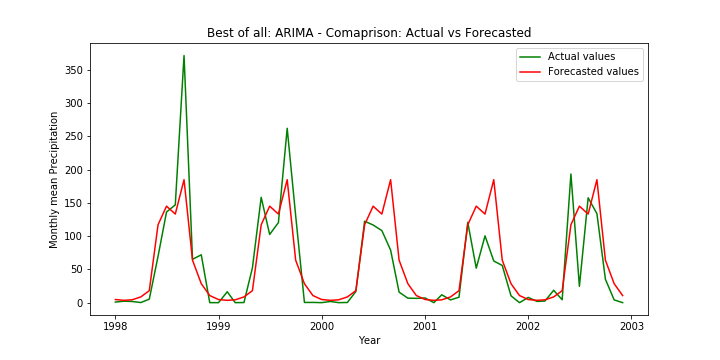 Best of all: ARIMA - Comaprison: Actual vs Forecasted
Actual values
Forecasted values
Monthly mean Precipitation
350
300
250
200
150
100
50
0
1998
1999
2000
2001
2002
2003
Year